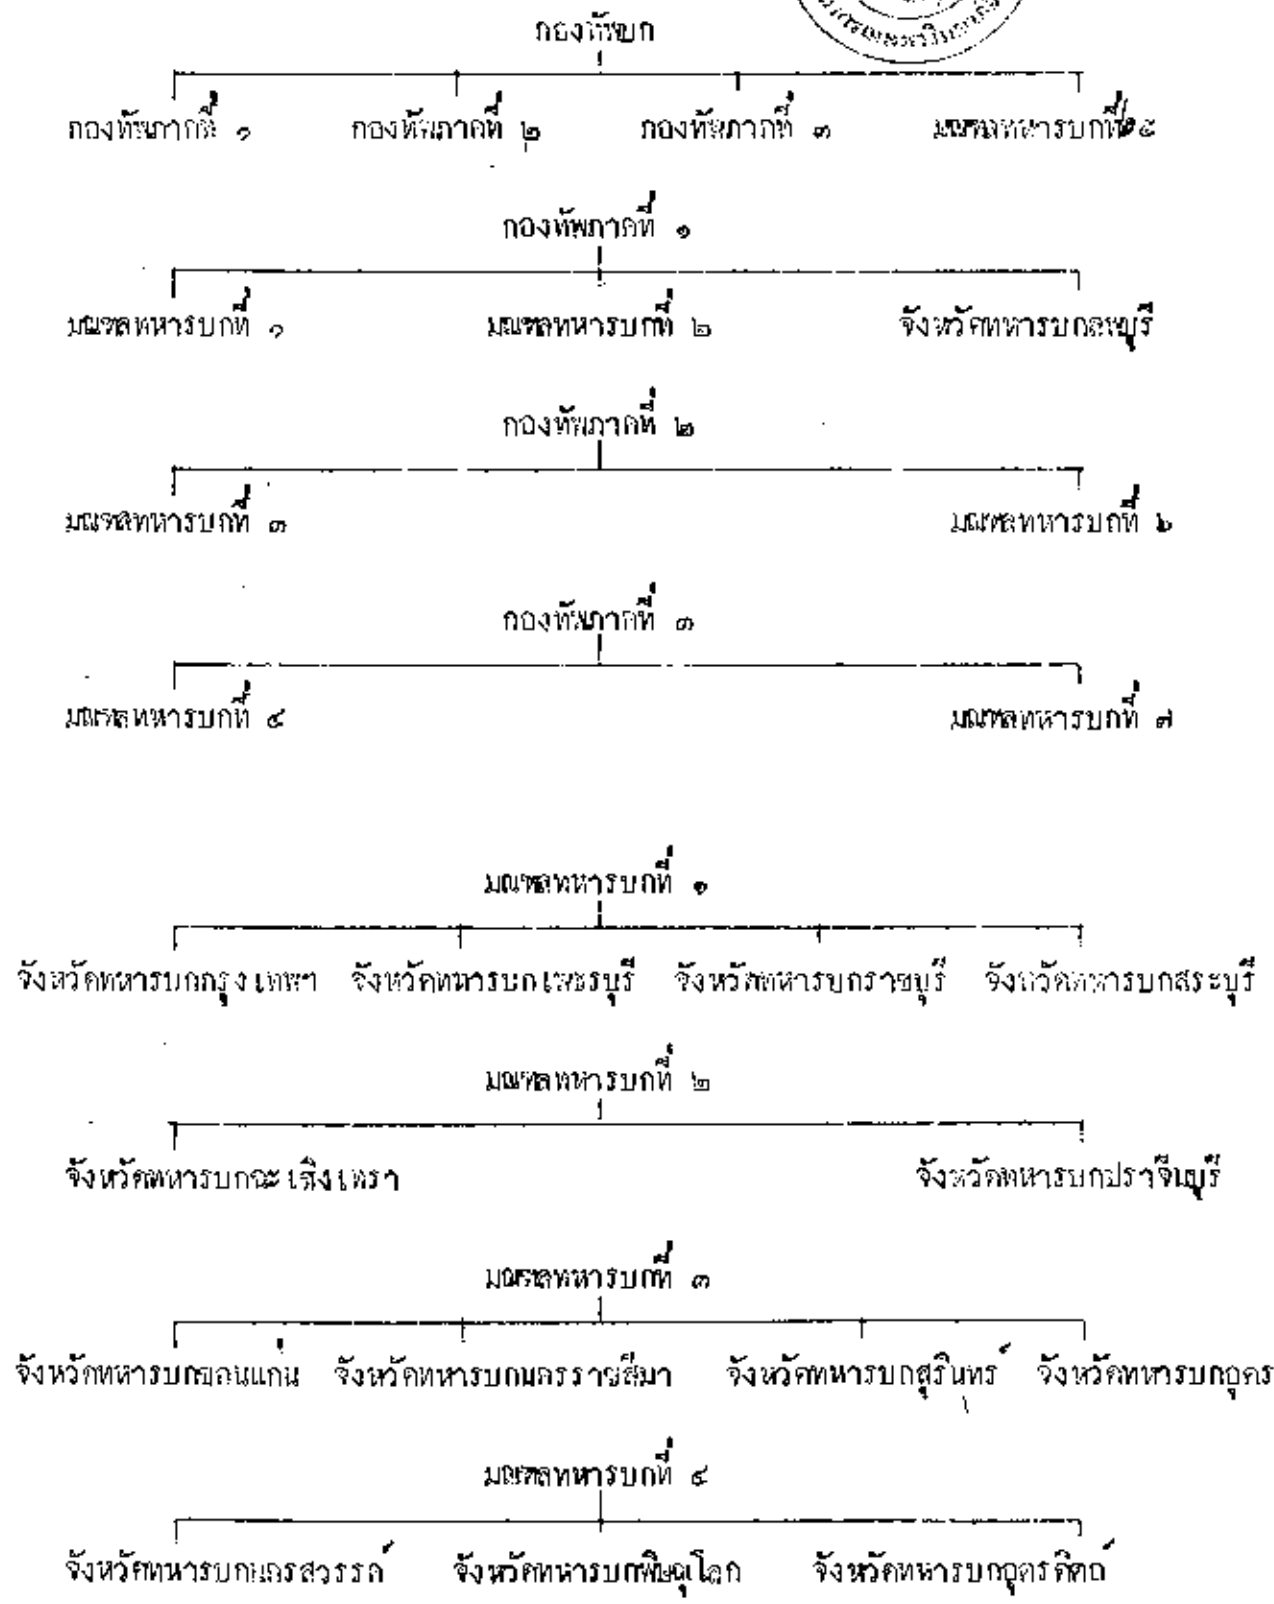 กองทัพบก
กองทัพภาคที่ ๑ กองทัพภาคที่ ๒ กองทัพภาคที่ ๓ มณฑลทหารบกที่ ๕
กองทัพภาคที่ ๑
มณฑลทหารบกที่ ๑ มณฑลทหารบกที่ ๒ จังหวัดทหารบกลพบุรี
กองทัพภาคที่ ๒
มณฑลทหารบกที่ ๓ มณฑลทหารบกที่ ๖
กองทัพภาคที่ ๓
มณฑลทหารบกที่ ๔ มณฑลทหารบกที่ ๗
มณฑลทหารบกที่ ๑
จังหวัดทหารบกกรุงเทพฯ จังหวัดทหารบกเพชรบุรี จังหวัดทหารบกราชบุรี จังหวัดทหารบกสระบุรี
มณฑลทหารบกที่ ๒
จังหวัดทหารบกฉะเชิงเทรา จังหวัดทหารบกปราจีนบุรี
มณฑลทหารบกที่ ๓
จังหวัดทหารบกขอนแก่น จังหวัดทหารบกนครราชสีมา จังหวัดทหารบกสุรินทร์ จังหวัดทหารบกอุดร
มณฑลทหารบกที่ ๔
จังหวัดทหารบกนครสวรรค์ จังหวัดทหารบกพิษณุโลก จังหวัดทหารบกอุตรดิตถ์